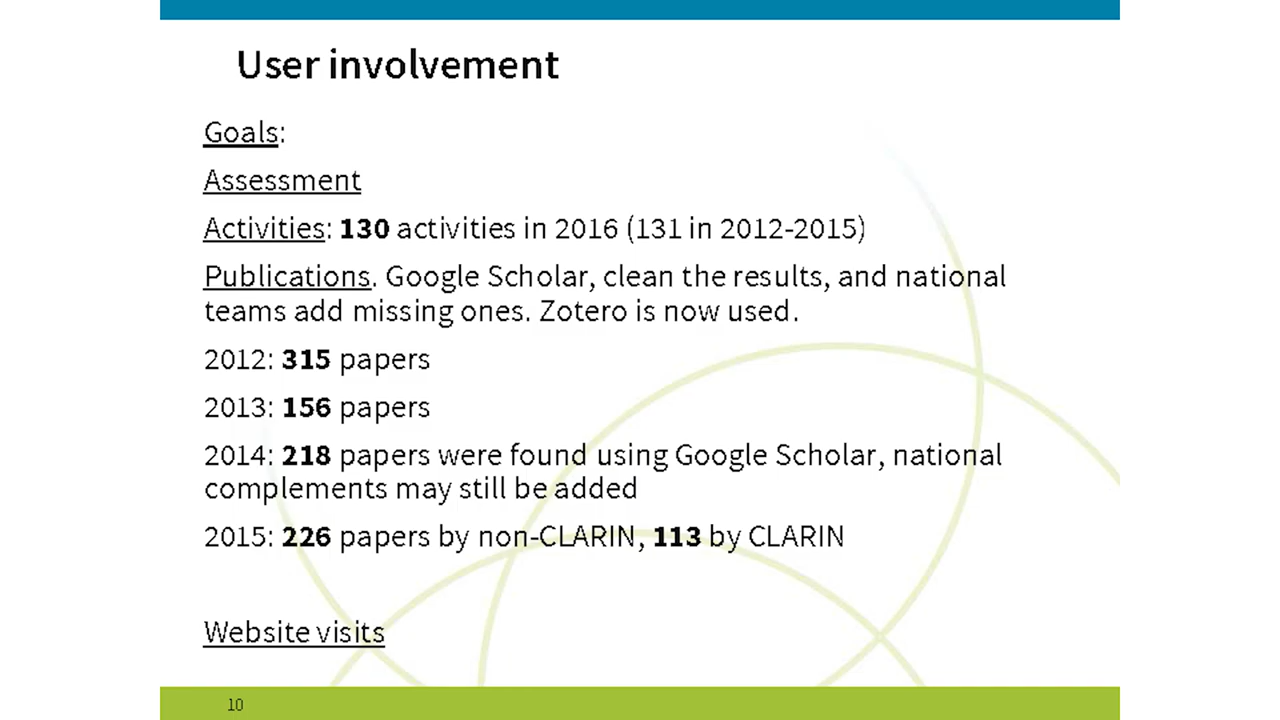 User involvement
Goals:
Assessment
Activities: 130 activities in 2016 (131 in 2012-2015)
Publications. Google Scholar, clean the results, and national
teams add missing ones. Zotero is now used.
2012: 315 papers
2013: 156 papers
2014: 218 papers were found using Google Scholar, national
complements may still be added
2015: 226 papers by non-CLARIN, 113 by CLARIN
Website visits
10